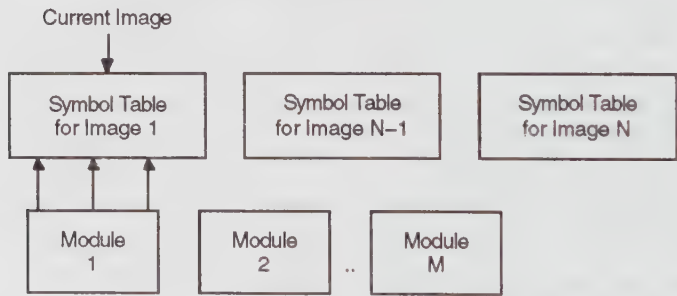 Current Image
Symbol Table
for Image 1
Symbol Table
for Image N–1
Symbol Table
for Image N
Module
1
Module
2
..
Module
M